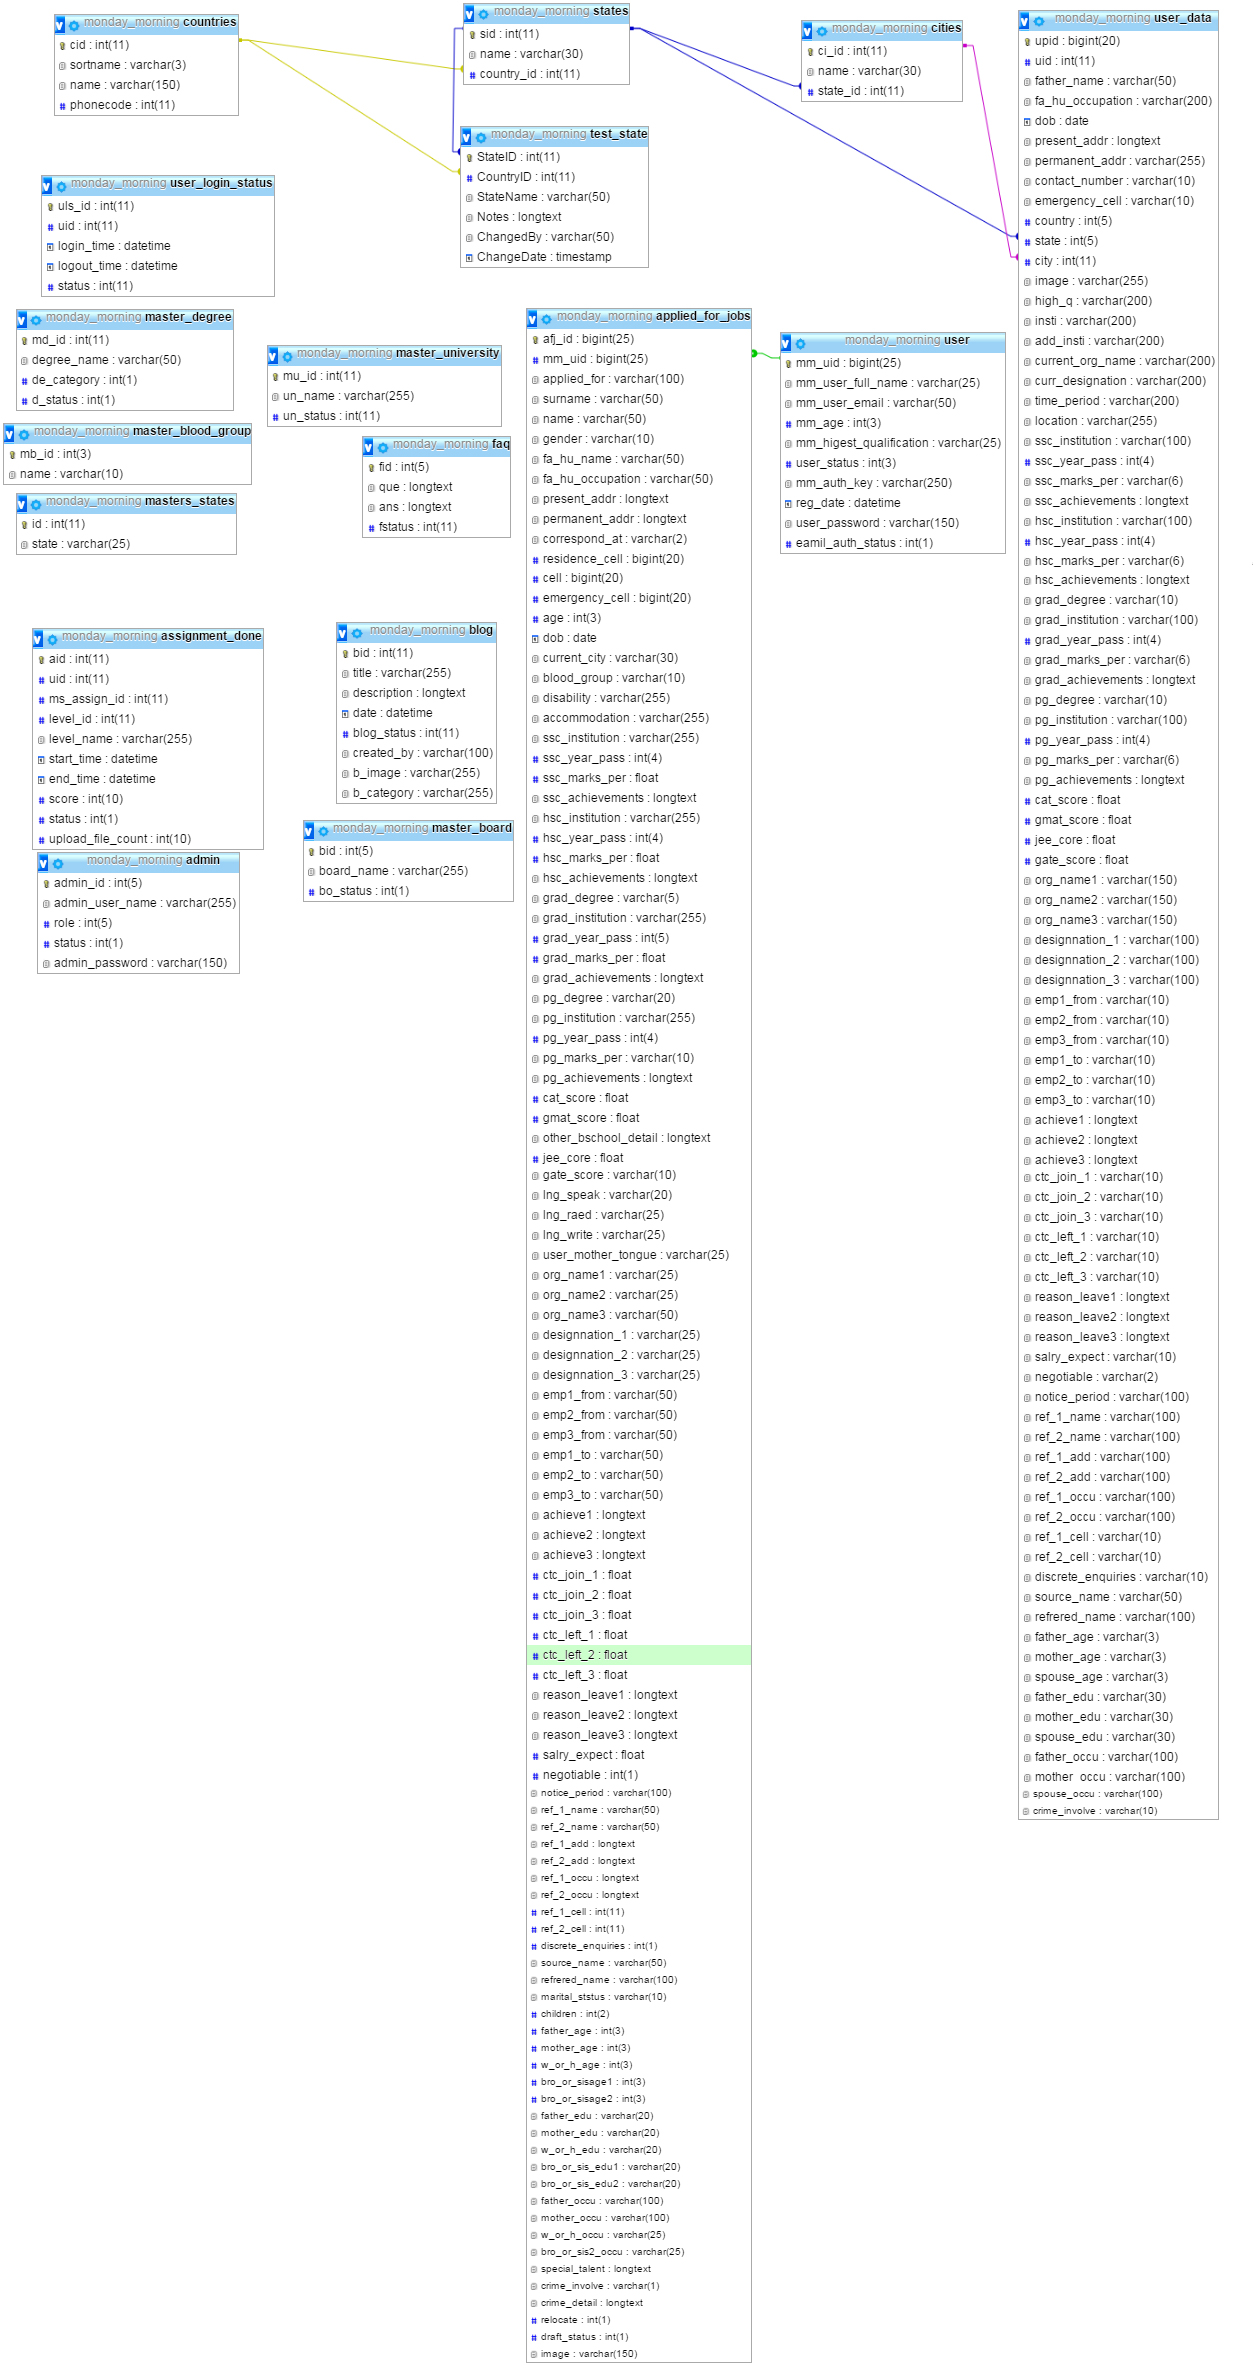 monday_morning countries
cid : int(11)
sortname : varchar(3)
name : varchar(150)
phonecode : int(11)
monday_morning states
sid : int(11)
name : varchar(30)
country_id : int(11)
monday_morning cities
ci_id : int(11)
name : varchar(30)
state_id : int(11)
monday_morning test_state
StateID : int(11)
CountryID : int(11)
StateName : varchar(50)
Notes : longtext
ChangedBy : varchar(50)
ChangeDate : timestamp
monday_morning user_login_status
uls_id : int(11)
uid : int(11)
login_time : datetime
logout_time : datetime
status : int(11)
monday_morning master_degree
md_id : int(11)
degree_name : varchar(50)
de_category : int(1)
d_status : int(1)
monday_morning master_university
mu_id : int(11)
un_name : varchar(255)
un_status : int(11)
monday_morning master_blood_group
mb_id : int(3)
name : varchar(10)
monday_morning faq
fid : int(5)
que : longtext
ans : longtext
fstatus : int(11)
monday_morning masters_states
id : int(11)
state : varchar(25)
monday_morning assignment_done
aid : int(11)
uid : int(11)
ms_assign_id : int(11)
level_id : int(11)
level_name : varchar(255)
start_time : datetime
end_time : datetime
score : int(10)
status : int(1)
upload_file_count : int(10)
monday_morning blog
bid : int(11)
title : varchar(255)
description : longtext
date : datetime
blog_status : int(11)
created_by : varchar(100)
b_image : varchar(255)
b_category : varchar(255)
monday_morning master_board
bid : int(5)
board_name : varchar(255)
bo_status : int(1)
monday_morning admin
admin_id : int(5)
admin_user_name : varchar(255)
role : int(5)
status : int(1)
admin_password : varchar(150)
monday_morning applied_for_jobs
afj_id : bigint(25)
mm_uid : bigint(25)
applied_for : varchar(100)
surname : varchar(50)
name : varchar(50)
gender : varchar(10)
fa_hu_name : varchar(50)
fa_hu_occupation : varchar(50)
present_addr : longtext
permanent_addr : longtext
correspond_at : varchar(2)
residence_cell : bigint(20)
cell : bigint(20)
emergency_cell : bigint(20)
age : int(3)
dob : date
current_city : varchar(30)
blood_group : varchar(10)
disability : varchar(255)
accommodation : varchar(255)
ssc_institution : varchar(255)
ssc_year_pass : int(4)
ssc_marks_per : float
ssc_achievements : longtext
hsc_institution : varchar(255)
hsc_year_pass : int(4)
hsc_marks_per : float
hsc_achievements : longtext
grad_degree : varchar(5)
grad_institution : varchar(255)
grad_year_pass : int(5)
grad_marks_per : float
grad_achievements : longtext
pg_degree : varchar(20)
pg_institution : varchar(255)
pg_year_pass : int(4)
pg_marks_per : varchar(10)
pg_achievements : longtext
cat_score : float
gmat_score : float
other_bschool_detail : longtext
jee_core : float
gate_score : varchar(10)
lng_speak : varchar(20)
lng_raed : varchar(25)
lng_write : varchar(25)
user_mother_tongue : varchar(25)
org_name1 : varchar(25)
org_name2 : varchar(25)
org_name3 : varchar(50)
designnation_1 : varchar(25)
designnation_2 : varchar(25)
designnation_3 : varchar(25)
emp1_from : varchar(50)
emp2_from : varchar(50)
emp3_from : varchar(50)
emp1_to : varchar(50)
emp2_to : varchar(50)
emp3_to : varchar(50)
achieve1 : longtext
achieve2 : longtext
achieve3 : longtext
ctc_join_1 : float
ctc_join_2 : float
ctc_join_3 : float
ctc_left_1 : float
ctc_left_2 : float
ctc_left_3 : float
reason_leave1 : longtext
reason_leave2 : longtext
reason_leave3 : longtext
salry_expect : float
negotiable : int(1)
notice_period : varchar(100)
ref_1_name : varchar(50)
ref_2_name : varchar(50)
ref_1_add : longtext
ref_2_add : longtext
ref_1_occu : longtext
ref_2_occu : longtext
ref_1_cell : int(11)
ref_2_cell : int(11)
discrete_enquiries : int(1)
source_name : varchar(50)
refrered_name : varchar(100)
marital_ststus : varchar(10)
children : int(2)
father_age : int(3)
mother_age : int(3)
w_or_h_age : int(3)
bro_or_sisage1 : int(3)
bro_or_sisage2 : int(3)
father_edu : varchar(20)
mother_edu : varchar(20)
w_or_h_edu : varchar(20)
bro_or_sis_edu1 : varchar(20)
bro_or_sis_edu2 : varchar(20)
father_occu : varchar(100)
mother_occu : varchar(100)
w_or_h_occu : varchar(25)
bro_or_sis2_occu : varchar(25)
special_talent : longtext
crime_involve : varchar(1)
crime_detail : longtext
relocate : int(1)
draft_status : int(1)
image : varchar(150)
monday_morning user
mm_uid : bigint(25)
mm_user_full_name : varchar(25)
mm_user_email : varchar(50)
mm_age : int(3)
mm_higest_qualification : varchar(25)
user_status : int(3)
mm_auth_key : varchar(250)
reg_date : datetime
user_password : varchar(150)
eamil_auth_status : int(1)
monday_morning user_data
upid : bigint(20)
uid : int(11)
father_name : varchar(50)
fa_hu_occupation : varchar(200)
dob : date
present_addr : longtext
permanent_addr : varchar(255)
contact_number : varchar(10)
emergency_cell : varchar(10)
country : int(5)
state : int(5)
city : int(11)
image : varchar(255)
high_q : varchar(200)
insti : varchar(200)
add_insti : varchar(200)
current_org_name : varchar(200)
curr_designation : varchar(200)
time_period : varchar(200)
location : varchar(255)
ssc_institution : varchar(100)
ssc_year_pass : int(4)
ssc_marks_per : varchar(6)
ssc_achievements : longtext
hsc_institution : varchar(100)
hsc_year_pass : int(4)
hsc_marks_per : varchar(6)
hsc_achievements : longtext
grad_degree : varchar(10)
grad_institution : varchar(100)
grad_year_pass : int(4)
grad_marks_per : varchar(6)
grad_achievements : longtext
pg_degree : varchar(10)
pg_institution : varchar(100)
pg_year_pass : int(4)
pg_marks_per : varchar(6)
pg_achievements : longtext
cat_score : float
gmat_score : float
jee_core : float
gate_score : float
org_name1 : varchar(150)
org_name2 : varchar(150)
org_name3 : varchar(150)
designnation_1 : varchar(100)
designnation_2 : varchar(100)
designnation_3 : varchar(100)
emp1_from : varchar(10)
emp2_from : varchar(10)
emp3_from : varchar(10)
emp1_to : varchar(10)
emp2_to : varchar(10)
emp3_to : varchar(10)
achieve1 : longtext
achieve2 : longtext
achieve3 : longtext
ctc_join_1 : varchar(10)
ctc_join_2 : varchar(10)
ctc_join_3 : varchar(10)
ctc_left_1 : varchar(10)
ctc_left_2 : varchar(10)
ctc_left_3 : varchar(10)
reason_leave1 : longtext
reason_leave2 : longtext
reason_leave3 : longtext
salry_expect : varchar(10)
negotiable : varchar(2)
notice_period : varchar(100)
ref_1_name : varchar(100)
ref_2_name : varchar(100)
ref_1_add : varchar(100)
ref_2_add : varchar(100)
ref_1_occu : varchar(100)
ref_2_occu : varchar(100)
ref_1_cell : varchar(10)
ref_2_cell : varchar(10)
discrete_enquiries : varchar(10)
source_name : varchar(50)
refrered_name : varchar(100)
father_age : varchar(3)
mother_age : varchar(3)
spouse_age : varchar(3)
father_edu : varchar(30)
mother_edu : varchar(30)
spouse_edu : varchar(30)
father_occu : varchar(100)
mother_occu : varchar(100)
spouse_occu : varchar(100)
crime_involve : varchar(10)